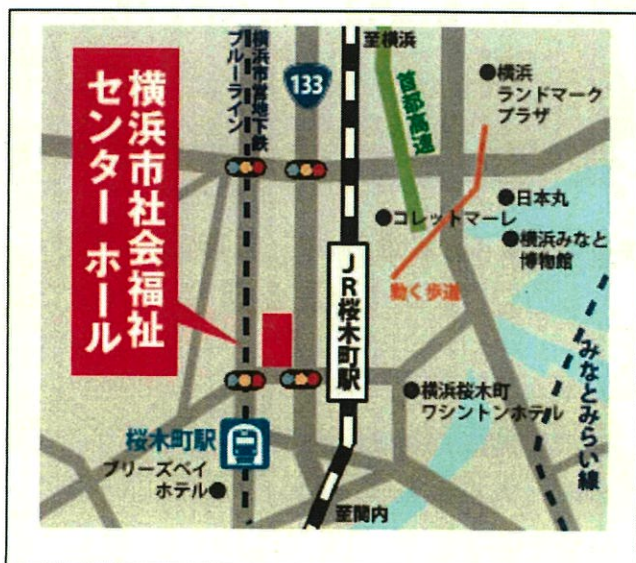 横浜市社会福祉
センター ホール
横浜市営地下鉄
ブルーライン
133
至横浜
首都高速
横浜
ランドマーク
プラザ
日本丸
コレットマーレ
横浜みなと
博物館
動く歩道
JR桜木町駅
みなとみらい線
横浜桜木町
ワシントンホテル
桜木町駅
ブリーズベイ
ホテル
至関内